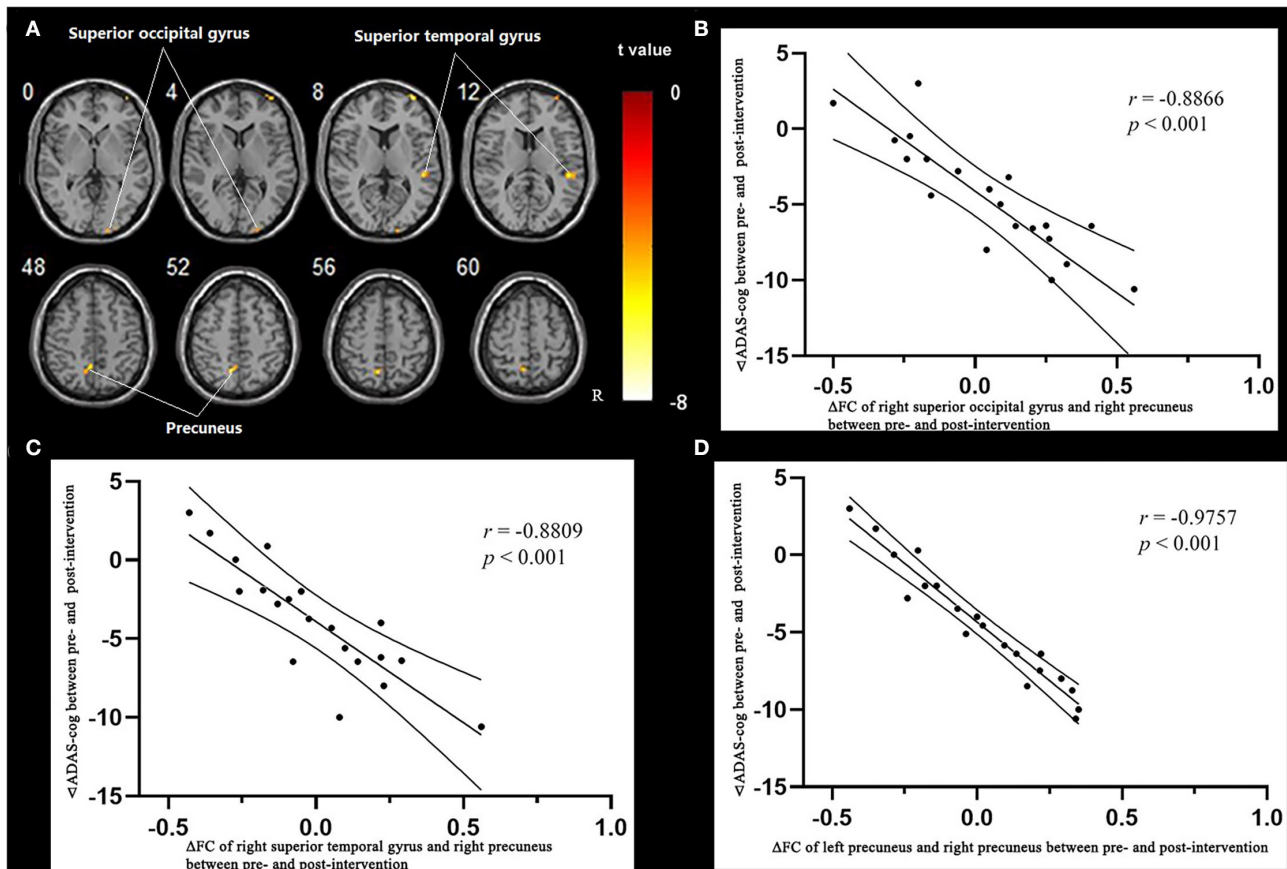 A
Superior occipital gyrus
Superior temporal gyrus
t value
0
4
8
12
0
48
52
56
60
R
-8
Precuneus
B
5
0
-5
-10
-15
-0.5
0.0
0.5
1.0
r = -0.8866
p < 0.001
⊲ADAS-cog between pre- and post-intervention
ΔFC of right superior occipital gyrus and right precuneus
between pre- and post-intervention
C
5
0
-5
-10
-15
-0.5
0.0
0.5
1.0
r = -0.8809
p < 0.001
⊲ADAS-cog between pre- and post-intervention
ΔFC of right superior temporal gyrus and right precuneus
between pre- and post-intervention
D
5
0
-5
-10
-15
-0.5
0.0
0.5
1.0
r = -0.9757
p < 0.001
⊲ADAS-cog between pre- and post-intervention
ΔFC of left precuneus and right precuneus between pre- and post-intervention